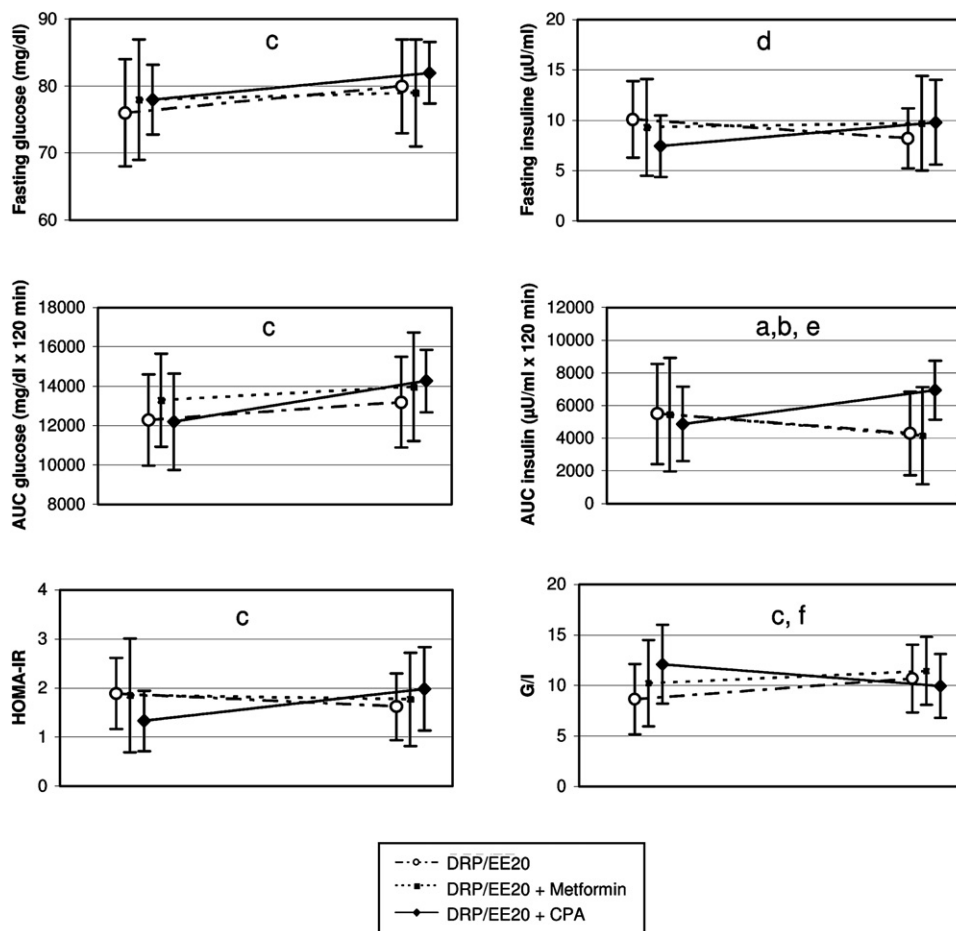 Fasting glucose (mg/dl)
90
80
70
60
c
Fasting insuline (µU/ml)
20
15
10
5
0
d
AUC glucose (mg/dl x 120 min)
18000
16000
14000
12000
10000
8000
c
AUC insulin (µU/ml x 120 min)
12000
10000
8000
6000
4000
2000
0
a,b, e
HOMA-IR
4
3
2
1
0
c
G/I
20
15
10
5
0
c, f
DRP/EE20
DRP/EE20 + Metformin
DRP/EE20 + CPA